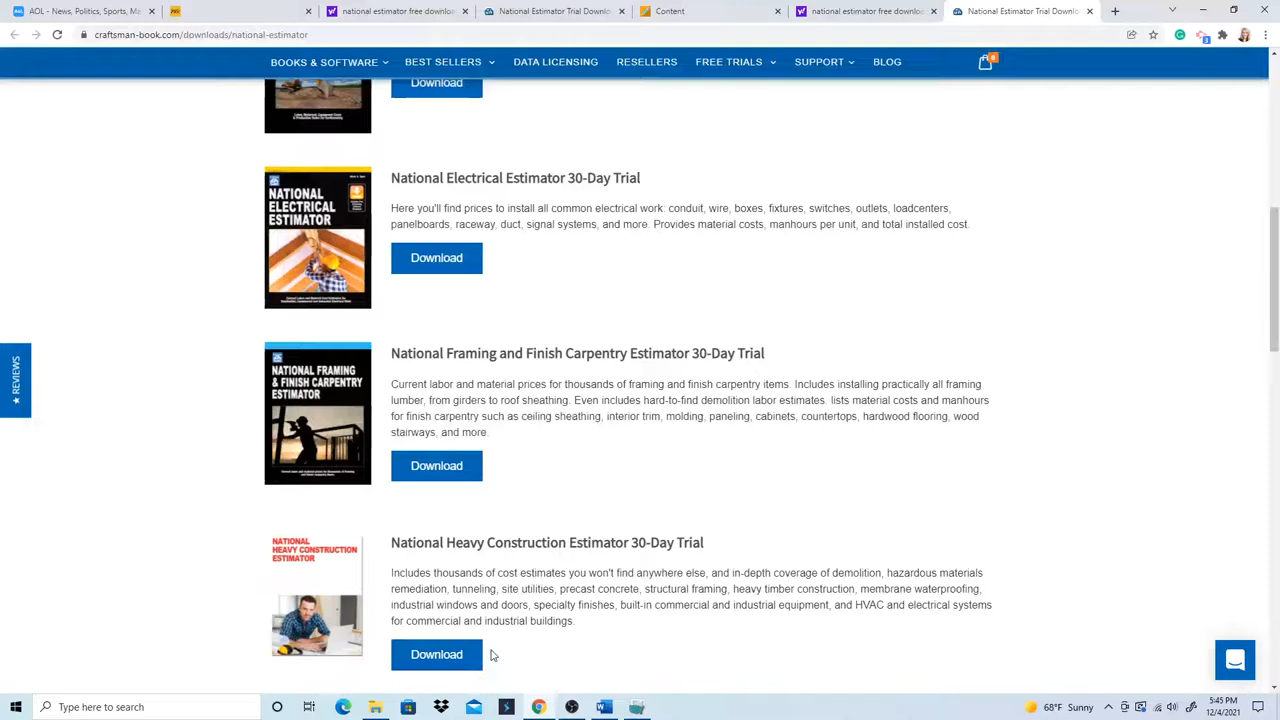 AOL - News, Politics, Sports, Ma
national estimator free downloa
National Estimator Trial Downlo
Content
national estimator free downloa
National Estimator Trial Downlo
craftsman-book.com/downloads/national-estimator
BOOKS & SOFTWARE
BEST SELLERS
DATA LICENSING
RESELLERS
FREE TRIALS
SUPPORT
BLOG
0
Download
National Electrical Estimator 30-Day Trial
Here you'll find prices to install all common electrical work: conduit, wire, boxes, fixtures, switches, outlets, loadcenters,
panelboards, raceway, duct, signal systems, and more. Provides material costs, manhours per unit, and total installed cost.
Download
NATIONAL
ELECTRICAL
ESTIMATOR
National Framing and Finish Carpentry Estimator 30-Day Trial
Current labor and material prices for thousands of framing and finish carpentry items. Includes installing practically all framing
lumber, from girders to roof sheathing. Even includes hard-to-find demolition labor estimates. lists material costs and manhours
for finish carpentry such as ceiling sheathing, interior trim, molding, paneling, cabinets, countertops, hardwood flooring, wood
stairways, and more.
Download
NATIONAL FRAMING
& FINISH CARPENTRY
ESTIMATOR
★ REVIEWS
National Heavy Construction Estimator 30-Day Trial
Includes thousands of cost estimates you won't find anywhere else, and in-depth coverage of demolition, hazardous materials
remediation, tunneling, site utilities, precast concrete, structural framing, heavy timber construction, membrane waterproofing,
industrial windows and doors, specialty finishes, built-in commercial and industrial equipment, and HVAC and electrical systems
for commercial and industrial buildings.
Download
NATIONAL
HEAVY CONSTRUCTION
ESTIMATOR
Type here to search
68°F Sunny
5:45 PM
12/4/2021